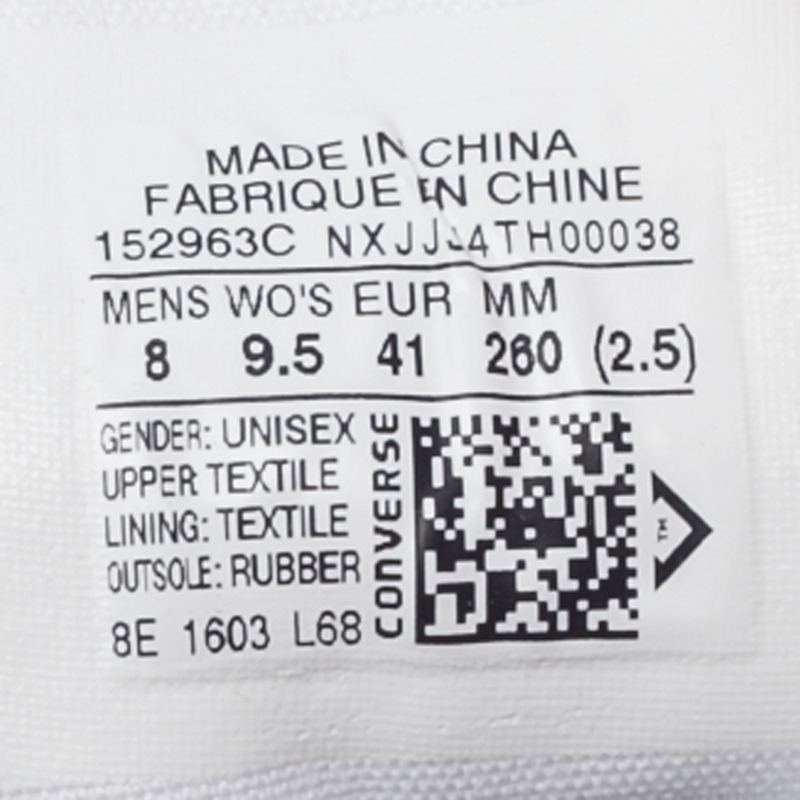 MADE IN CHINA
FABRIQUE EN CHINE
152963C
MENS WO'S EUR MM
8 9.5 41 260 (2.5)
GENDER: UNISEX
UPPER TEXTILE
LINING: TEXTILE
OUTSOLE: RUBBER
8E 1603 L68
CONVERSE
TM